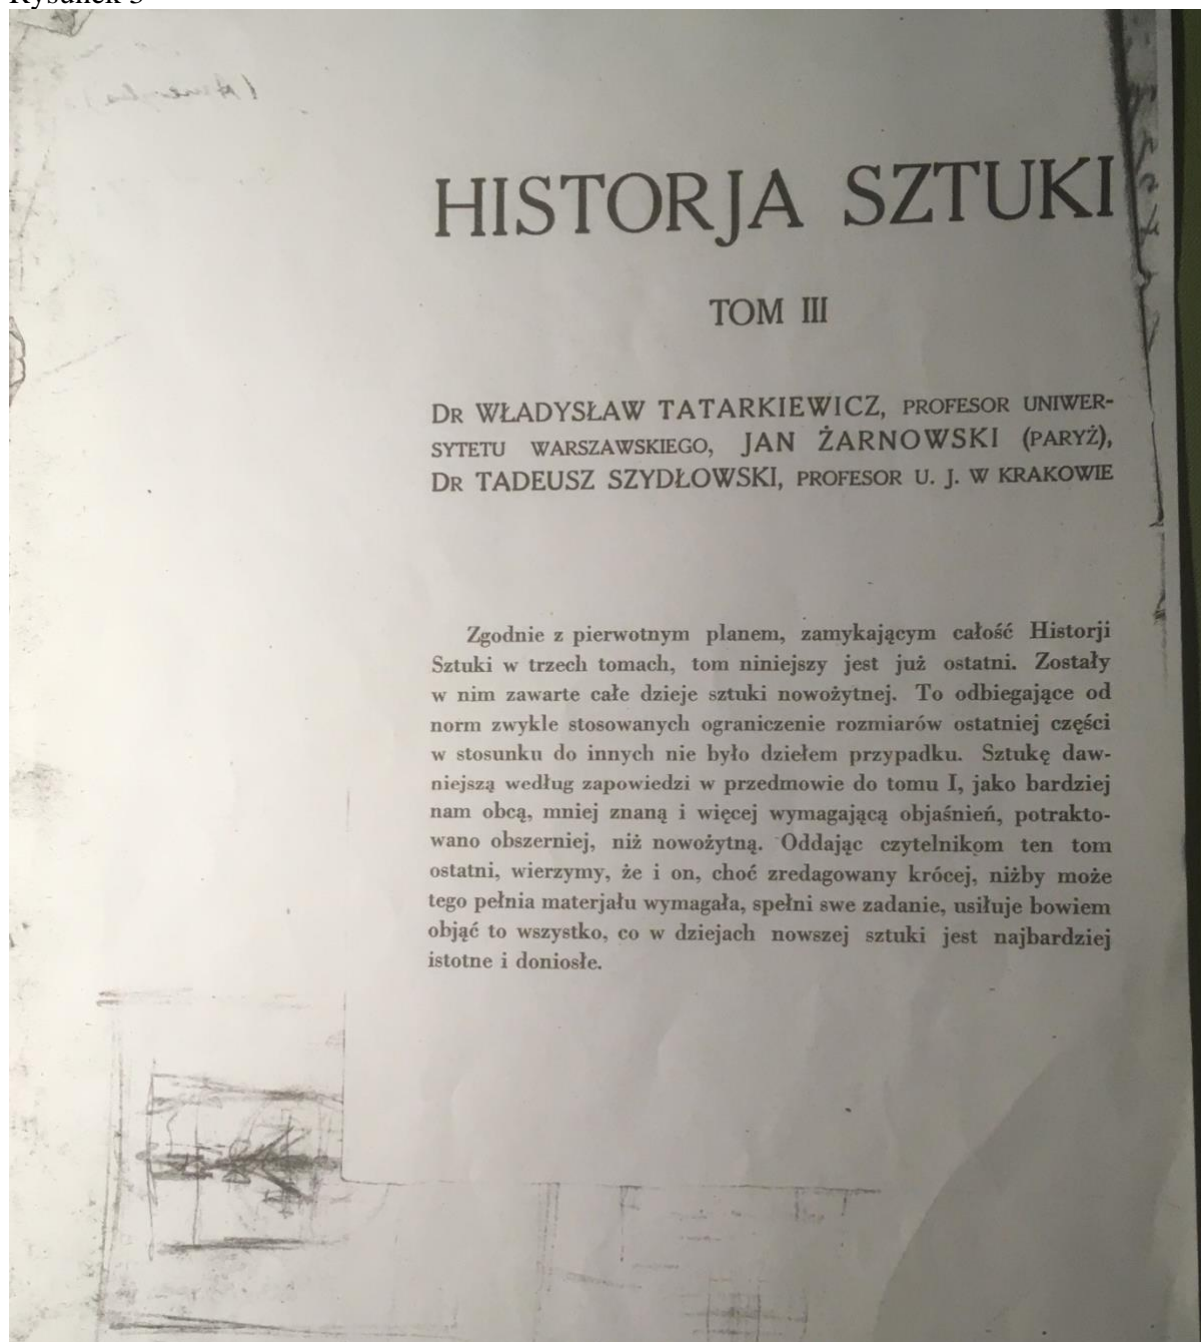 HISTORJA SZTUKI
TOM III
DR WŁADYSŁAW TATARKIEWICZ, PROFESOR UNIWER-
SYTETU WARSZAWSKIEGO, JAN ŻARNOWSKI (PARYŻ),
DR TADEUSZ SZYDŁOWSKI, PROFESOR U. J. W KRAKOWIE
Zgodnie z pierwotnym planem, zamykającym całość Historji
Sztuki w trzech tomach, tom niniejszy jest już ostatni. Zostały
w nim zawarte całe dzieje sztuki nowożytnej. To odbiegające od
norm zwykle stosowanych ograniczenie rozmiarów ostatniej części
w stosunku do innych nie było dziełem przypadku. Sztukę daw-
niejszą według zapowiedzi w przedmowie do tomu I, jako bardziej
nam obcą, mniej znaną i więcej wymagającą objaśnień, potrakto-
wano obszerniej, niż nowożytną. Oddając czytelnikom ten tom
ostatni, wierzymy, że i on, choć zredagowany krócej, niżby może
tego pełnia materjału wymagała, spełni swe zadanie, usiłuje bowiem
objąć to wszystko, co w dziejach nowszej sztuki jest najbardziej
istotne i doniosłe.